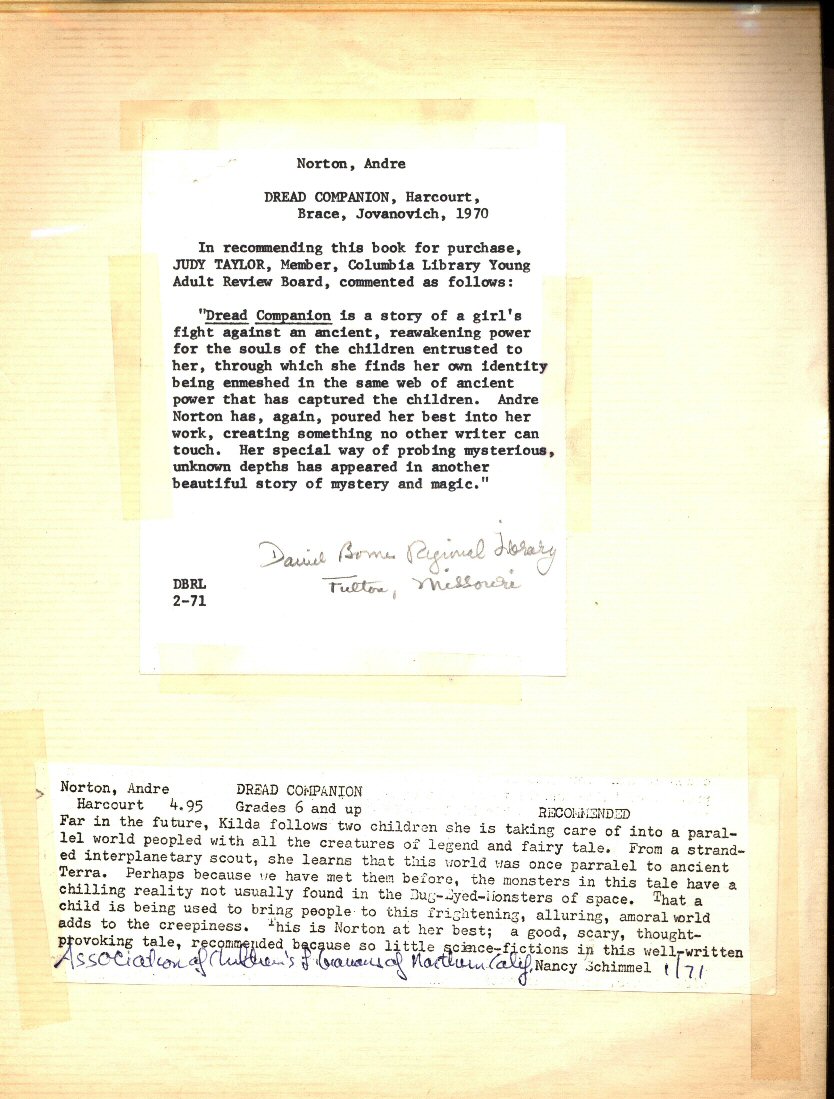 Norton, Andre
DREAD COMPANION, Harcourt,
Brace, Jovanovich, 1970
In recommending this book for purchase,
JUDY TAYLOR, Member, Columbia Library Young
Adult Review Board, commented as follows:
"Dread Companion is a story of a girl's
fight against an ancient, reawakening power
for the souls of the children entrusted to
her, through which she finds her own identity
being enmeshed in the same web of ancient
power that has captured the children. Andre
Norton has, again, poured her best into her
work, creating something no other writer can
touch. Her special way of probing mysterious,
unknown depths has appeared in another
beautiful story of mystery and magic."
Daniel Boone Regional Library
Fulton, Missouri
DBRL
2-71
Norton, Andre DREAD COMPANION
Harcourt 4.95 Grades 6 and up RECOMMENDED
Far in the future, Kilda follows two children she is taking care of into a paral-
lel world peopled with all the creatures of legend and fairy tale. From a strand-
ed interplanetary scout, she learns that this world was once parralel to ancient
Terra. Perhaps because we have met them before, the monsters in this tale have a
chilling reality not usually found in the Bug-Eyed-Monsters of space. That a
child is being used to bring people to this frightening, alluring, amoral world
adds to the creepiness. This is Norton at her best; a good, scary, thought-
provoking tale, recommended because so little science-fictions in this well-written
Association of Children's Librarians of Northern Calif. Nancy Schimmel 1/71